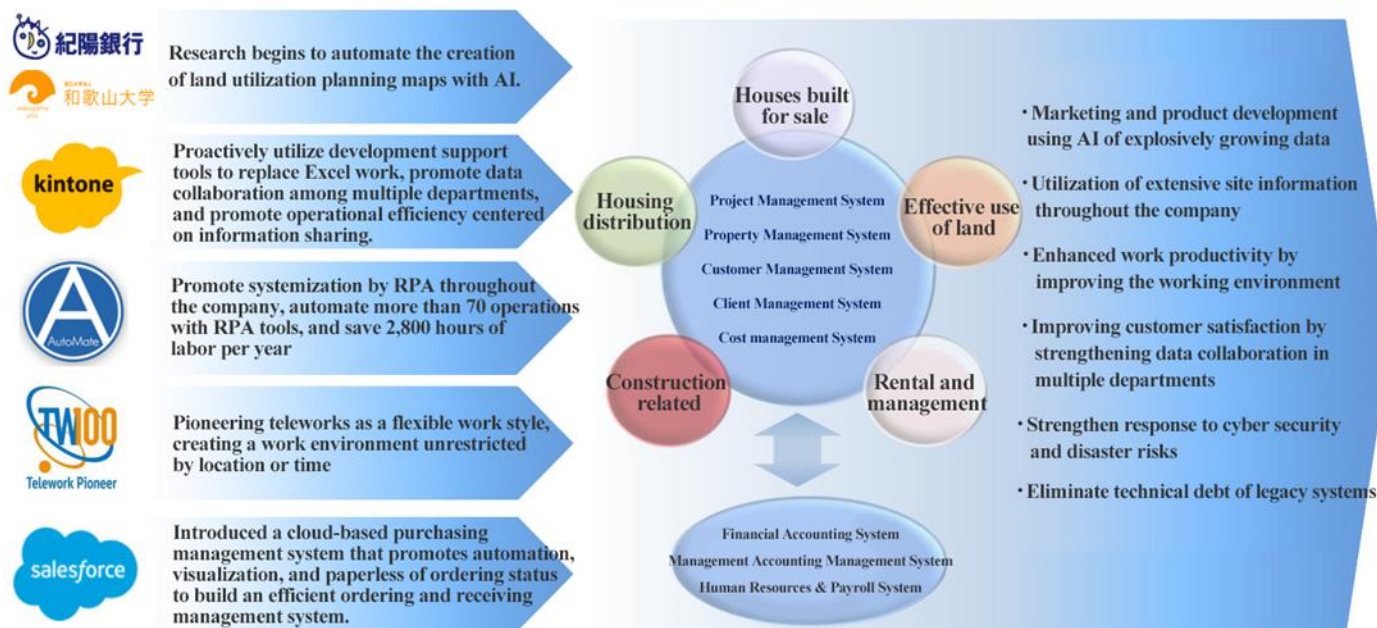 紀陽銀行
和歌山大学
Research begins to automate the creation
of land utilization planning maps with AI.
kintone
Proactively utilize development support
tools to replace Excel work, promote data
collaboration among multiple departments,
and promote operational efficiency centered
on information sharing.
A
AutoMate
Promote systemization by RPA throughout
the company, automate more than 70 operations
with RPA tools, and save 2,800 hours of
labor per year
TW100
Telework Pioneer
Pioneering teleworks as a flexible work style,
creating a work environment unrestricted
by location or time
salesforce
Introduced a cloud-based purchasing
management system that promotes automation,
visualization, and paperless of ordering status
to build an efficient ordering and receiving
management system.
Houses built
for sale
Housing
distribution
Effective use
of land
Construction
related
Rental and
management
Project Management System
Property Management System
Customer Management System
Client Management System
Cost management System
Financial Accounting System
Management Accounting Management System
Human Resources & Payroll System
・Marketing and product development
using AI of explosively growing data
・Utilization of extensive site information
throughout the company
・Enhanced work productivity by
improving the working environment
・Improving customer satisfaction by
strengthening data collaboration in
multiple departments
・Strengthen response to cyber security
and disaster risks
・Eliminate technical debt of legacy systems